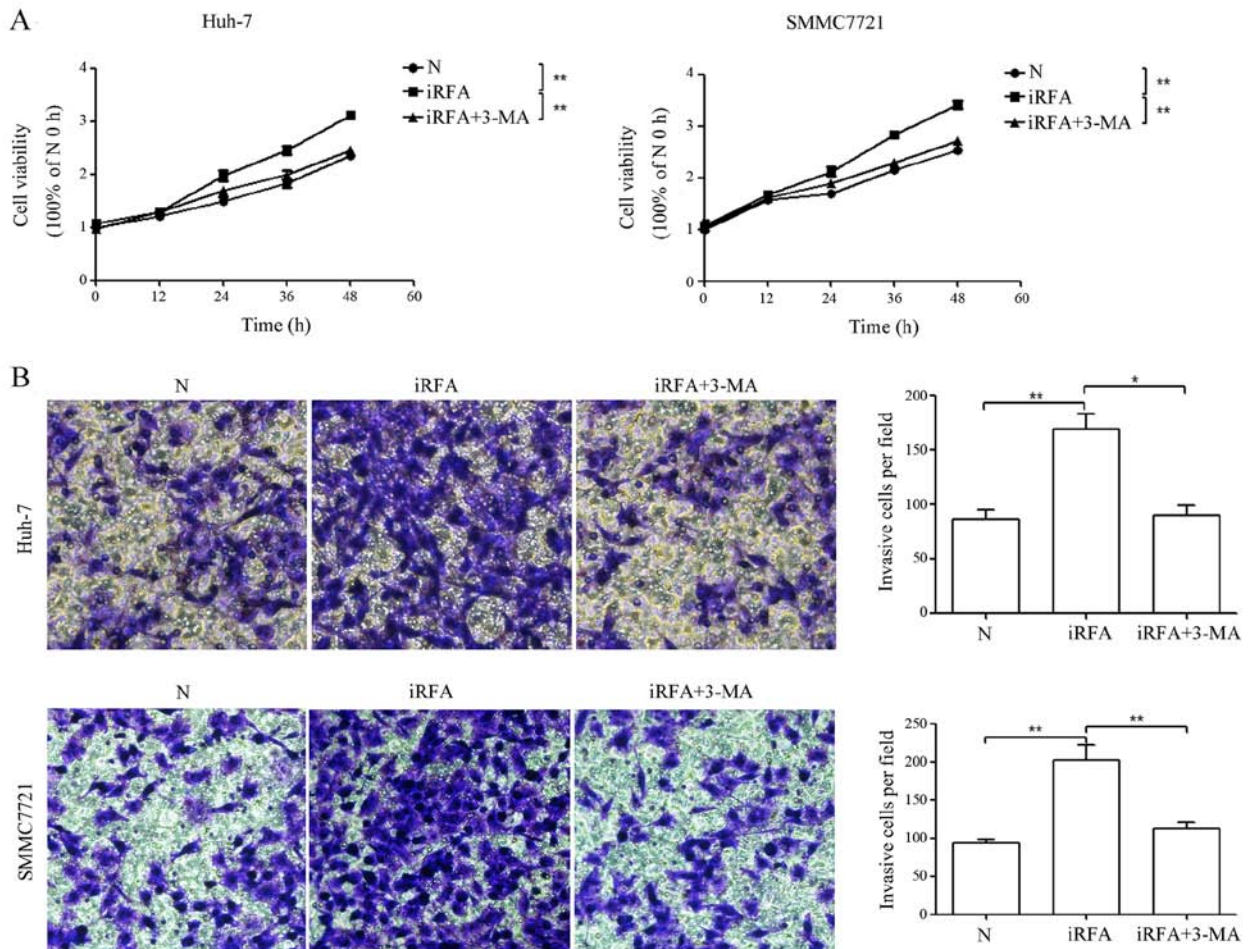 A
Huh-7
SMMC7721
N
iRFA
iRFA+3-MA
**
**
N
iRFA
iRFA+3-MA
**
**
Cell viability
(100% of N 0 h)
4
3
2
1
0
0 12 24 36 48 60
Time (h)
Cell viability
(100% of N 0 h)
4
3
2
1
0
0 12 24 36 48 60
Time (h)
B
N iRFA iRFA+3-MA
Huh-7
Invasive cells per field
200
150
100
50
0
** *
N iRFA iRFA+3-MA
N iRFA iRFA+3-MA
SMMC7721
Invasive cells per field
250
200
150
100
50
0
** **
N iRFA iRFA+3-MA